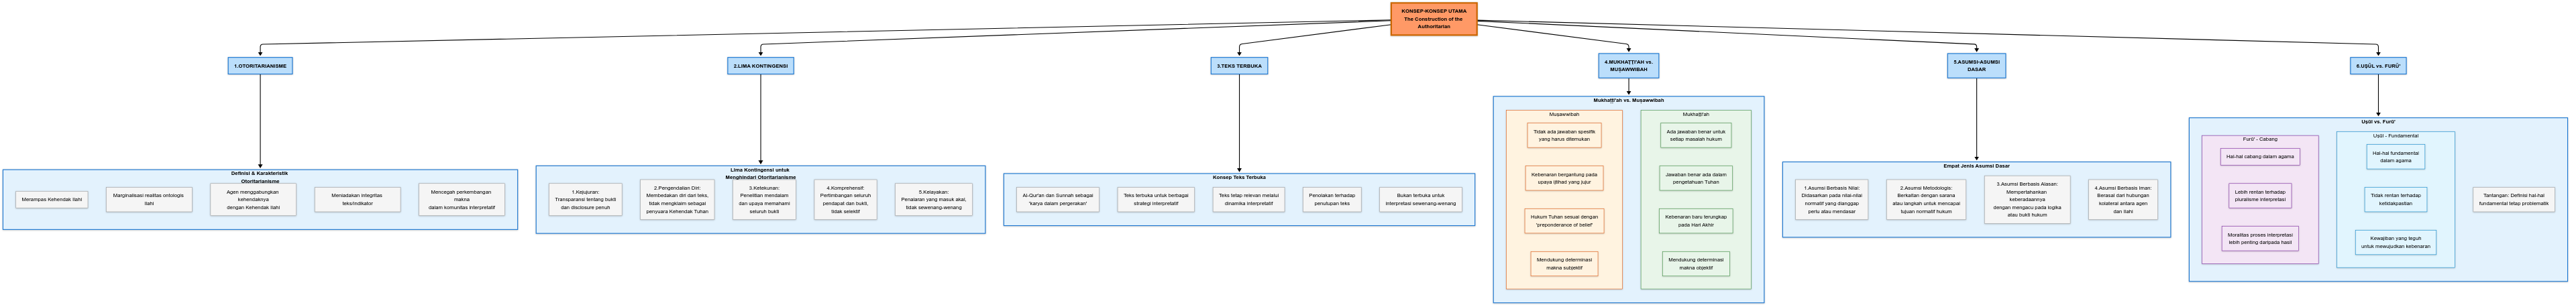 KONSEP-KONSEP UTAMA
The Construction of the
Authoritarian
1.OTORITARIANISME
2.LIMA KONTINGENSI
3.TEKS TERBUKA
4.MUKHAṬṬI'AH vs.
MUṢAWWIBAH
5.ASUMSI-ASUMSI
DASAR
6.UṢŪL vs. FURŪ'
Definisi & Karakteristik
Otoritarianisme
Merampas Kehendak Ilahi
Marginalisasi realitas ontologis
Ilahi
Agen menggabungkan
kehendaknya
dengan Kehendak Ilahi
Meniadakan integritas
teks/indikator
Mencegah perkembangan
makna
dalam komunitas interpretatif
Lima Kontingensi untuk
Menghindari Otoritarianisme
1.Kejujuran:
Transparansi tentang bukti
dan disclosure penuh
2.Pengendalian Diri:
Membedakan diri dari teks,
tidak mengklaim sebagai
penyuara Kehendak Tuhan
3.Ketekunan:
Penelitian mendalam
dan upaya memahami
seluruh bukti
4.Komprehensif:
Pertimbangan seluruh
pendapat dan bukti,
tidak selektif
5.Kelayakan:
Penalaran yang masuk akal,
tidak sewenang-wenang
Konsep Teks Terbuka
Al-Qur'an dan Sunnah sebagai
'karya dalam pergerakan'
Teks terbuka untuk berbagai
strategi interpretatif
Teks tetap relevan melalui
dinamika interpretatif
Penolakan terhadap
penutupan teks
Bukan terbuka untuk
interpretasi sewenang-wenang
Mukhaṭṭi'ah vs. Muṣawwibah
Muṣawwibah
Tidak ada jawaban spesifik
yang harus ditemukan
Kebenaran bergantung pada
upaya ijtihad yang jujur
Hukum Tuhan sesuai dengan
'preponderance of belief'
Mendukung determinasi
makna subjektif
Mukhaṭṭi'ah
Ada jawaban benar untuk
setiap masalah hukum
Jawaban benar ada dalam
pengetahuan Tuhan
Kebenaran baru terungkap
pada Hari Akhir
Mendukung determinasi
makna objektif
Empat Jenis Asumsi Dasar
1.Asumsi Berbasis Nilai:
Didasarkan pada nilai-nilai
normatif yang dianggap
perlu atau mendasar
2.Asumsi Metodologis:
Berkaitan dengan sarana
atau langkah untuk mencapai
tujuan normatif hukum
3.Asumsi Berbasis Alasan:
Mempertahankan
keberadaannya
dengan mengacu pada logika
atau bukti hukum
4.Asumsi Berbasis Iman:
Berasal dari hubungan
kolateral antara agen
dan Ilahi
Uṣūl vs. Furū'
Furū' - Cabang
Hal-hal cabang dalam agama
Lebih rentan terhadap
pluralisme interpretasi
Moralitas proses interpretasi
lebih penting daripada hasil
Uṣūl - Fundamental
Hal-hal fundamental
dalam agama
Tidak rentan terhadap
ketidakpastian
Kewajiban yang teguh
untuk mewujudkan kebenaran
Tantangan: Definisi hal-hal
fundamental tetap problematis